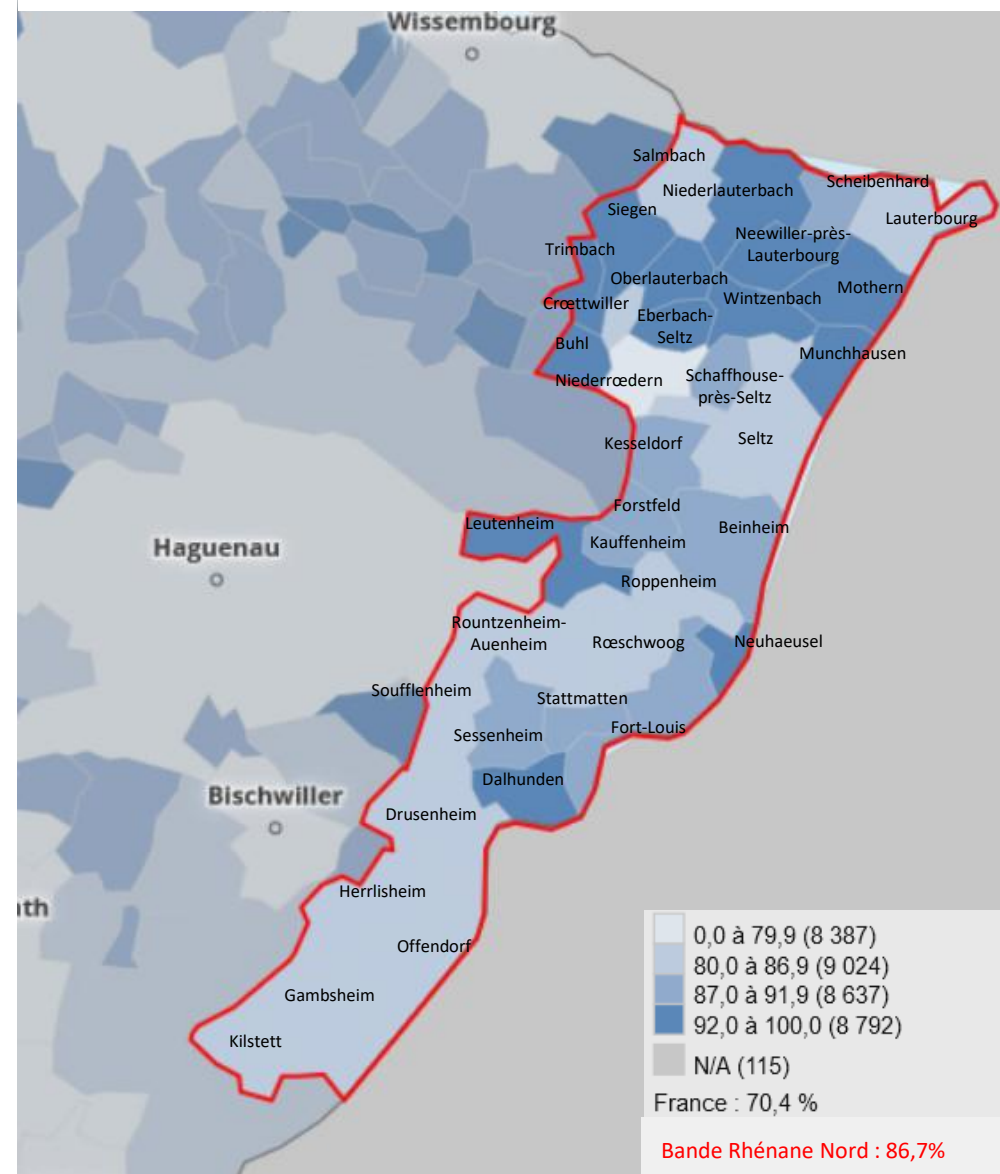 Wissembourg
Salmbach
Niederlauterbach
Scheibenhard
Siegen
Lauterbourg
Neewiller-près-
Lauterbourg
Trimbach
Oberlauterbach
Mothern
Wintzenbach
Crœttwiller
Eberbach-
Seltz
Buhl
Munchhausen
Niederrœdern
Schaffhouse-
près-Seltz
Kesseldorf
Seltz
Forstfeld
Leutenheim
Beinheim
Kauffenheim
Haguenau
Roppenheim
Rountzenheim-
Auenheim
Rœschwoog
Neuhaeusel
Soufflenheim
Stattmatten
Fort-Louis
Sessenheim
Dalhunden
Bischwiller
Drusenheim
Herrlisheim
ath
Offendorf
Gambsheim
Kilstett
0,0 à 79,9 (8 387)
80,0 à 86,9 (9 024)
87,0 à 91,9 (8 637)
92,0 à 100,0 (8 792)
N/A (115)
France : 70,4 %
Bande Rhénane Nord : 86,7%